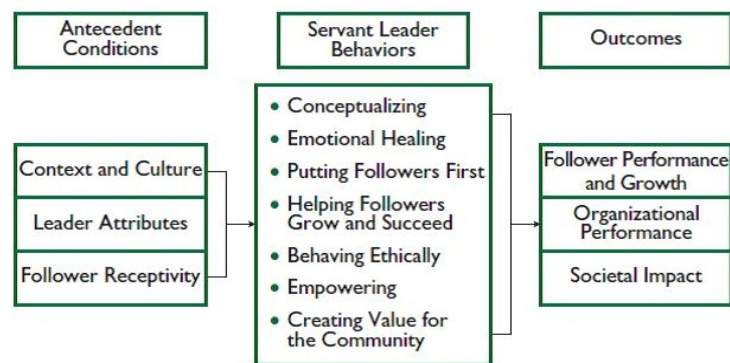 Antecedent
Conditions
Servant Leader
Behaviors
Outcomes
Context and Culture
Leader Attributes
Follower Receptivity
• Conceptualizing
• Emotional Healing
• Putting Followers First
• Helping Followers
Grow and Succeed
• Behaving Ethically
• Empowering
• Creating Value for
the Community
Follower Performance
and Growth
Organizational
Performance
Societal Impact